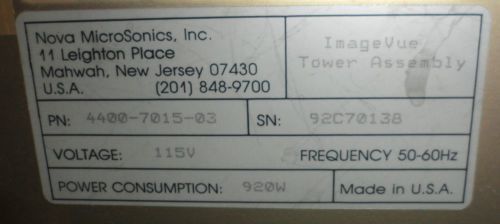 Nova MicroSonics, Inc.
11 Leighton Place
Mahwah, New Jersey 07430
U.S.A. (201) 848-9700
ImageVue
Tower Assembly
PN: 4400-7015-03
SN: 92C70138
VOLTAGE: 115V
FREQUENCY 50-60Hz
POWER CONSUMPTION: 920W
Made in U.S.A.